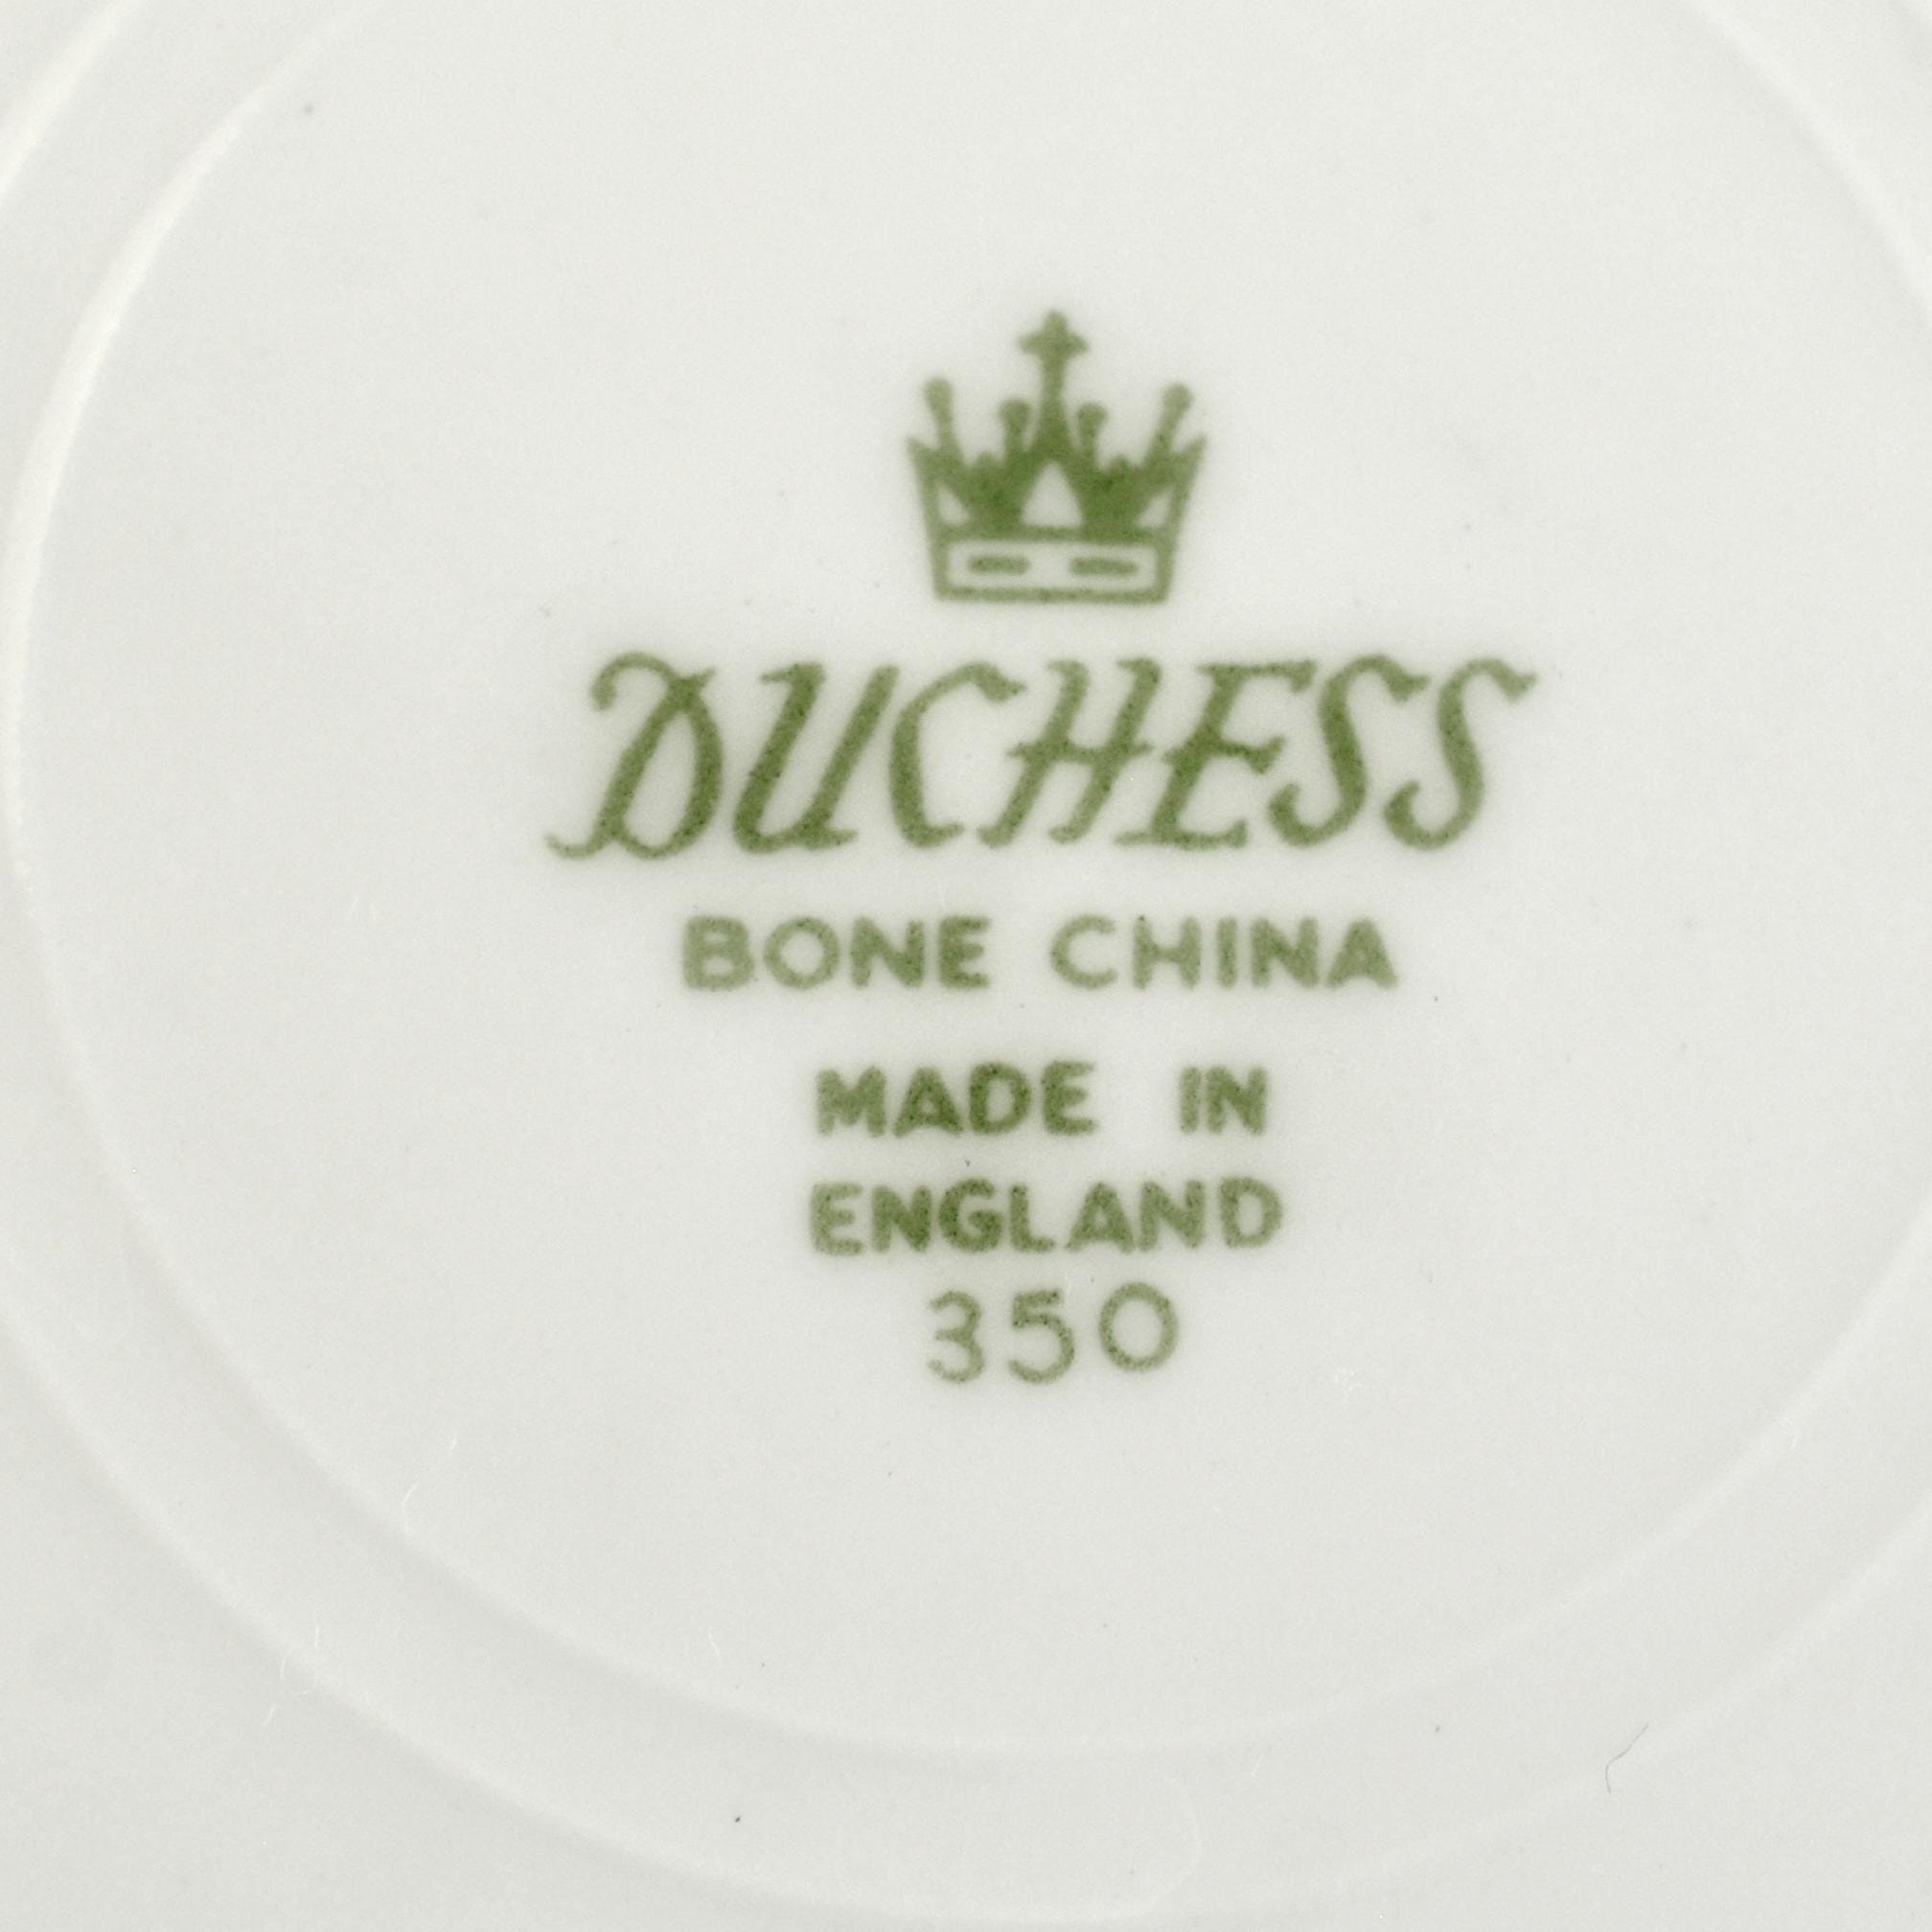 DUCHESS
BONE CHINA
MADE IN
ENGLAND
350